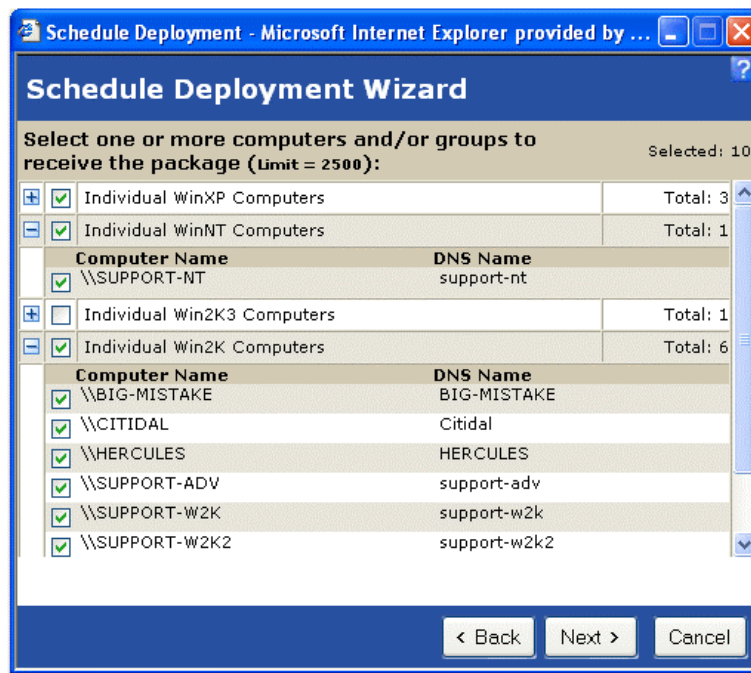 Schedule Deployment - Microsoft Internet Explorer provided by ...
Schedule Deployment Wizard
?
Select one or more computers and/or groups to
receive the package (Limit = 2500):
Selected: 10
Individual WinXP Computers Total: 3
Individual WinNT Computers Total: 1
Computer Name DNS Name
\\SUPPORT-NT support-nt
Individual Win2K3 Computers Total: 1
Individual Win2K Computers Total: 6
Computer Name DNS Name
\\BIG-MISTAKE BIG-MISTAKE
\\CITIDAL Citidal
\\HERCULES HERCULES
\\SUPPORT-ADV support-adv
\\SUPPORT-W2K support-w2k
\\SUPPORT-W2K2 support-w2k2
< Back Next > Cancel